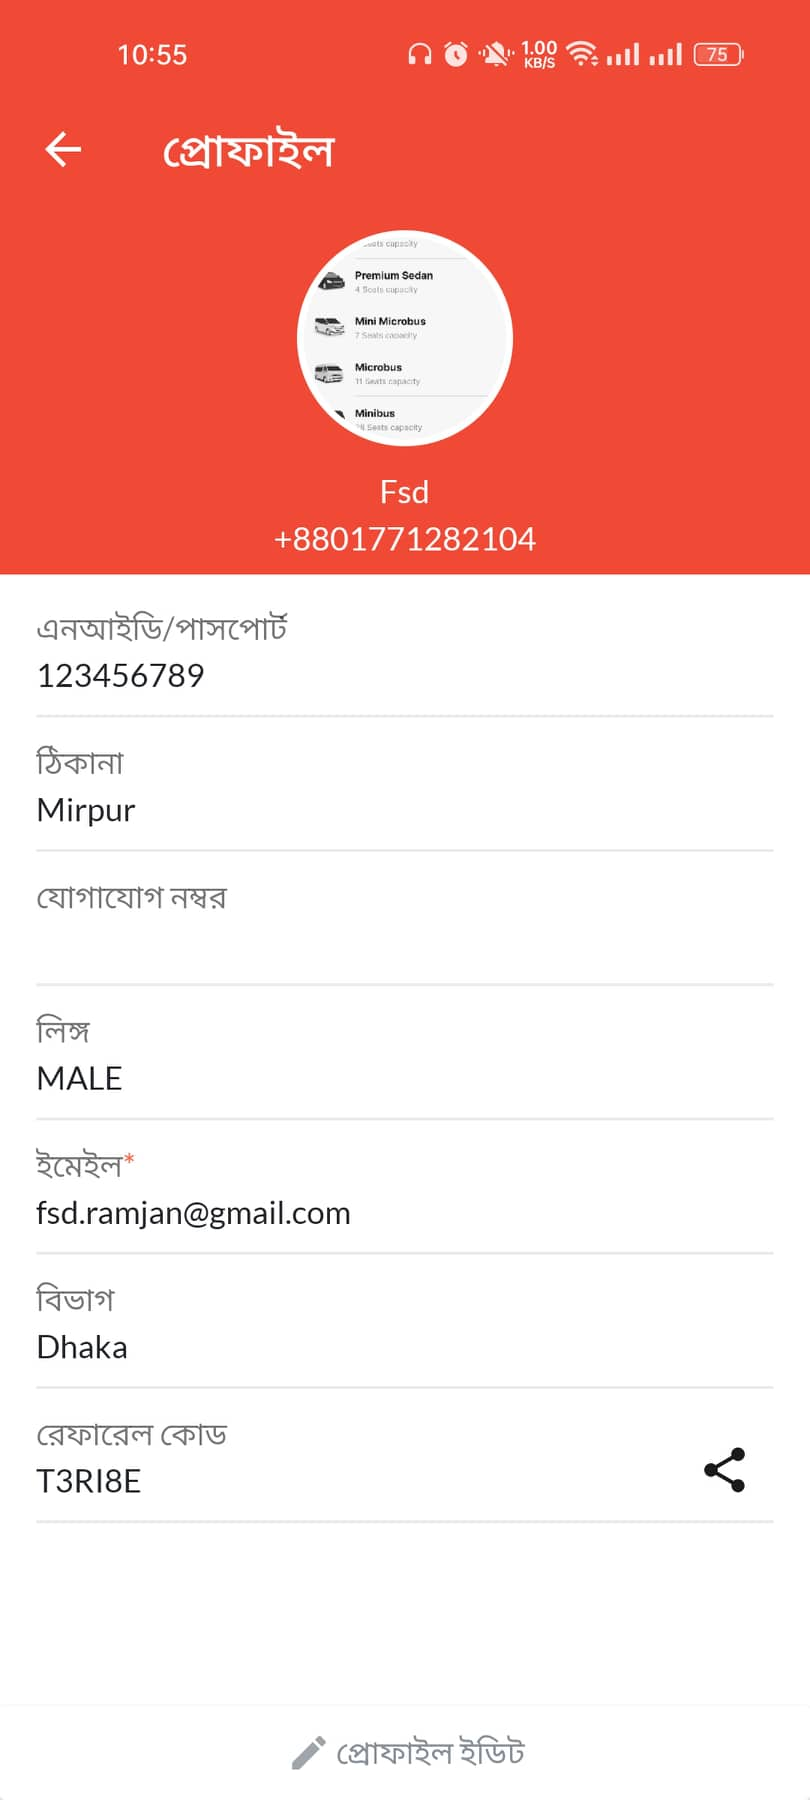 10:55
1.00
KB/S
75
প্রোফাইল
Seats capacity
Premium Sedan
4 Seats capacity
Mini Microbus
7 Seats capacity
Microbus
11 Seats capacity
Minibus
Seats capacity
Fsd
+8801771282104
এনআইডি/পাসপোর্ট
123456789
ঠিকানা
Mirpur
যোগাযোগ নম্বর
লিঙ্গ
MALE
ইমেইল*
fsd.ramjan@gmail.com
বিভাগ
Dhaka
রেফারেল কোড
T3RI8E
প্রোফাইল ইডিট